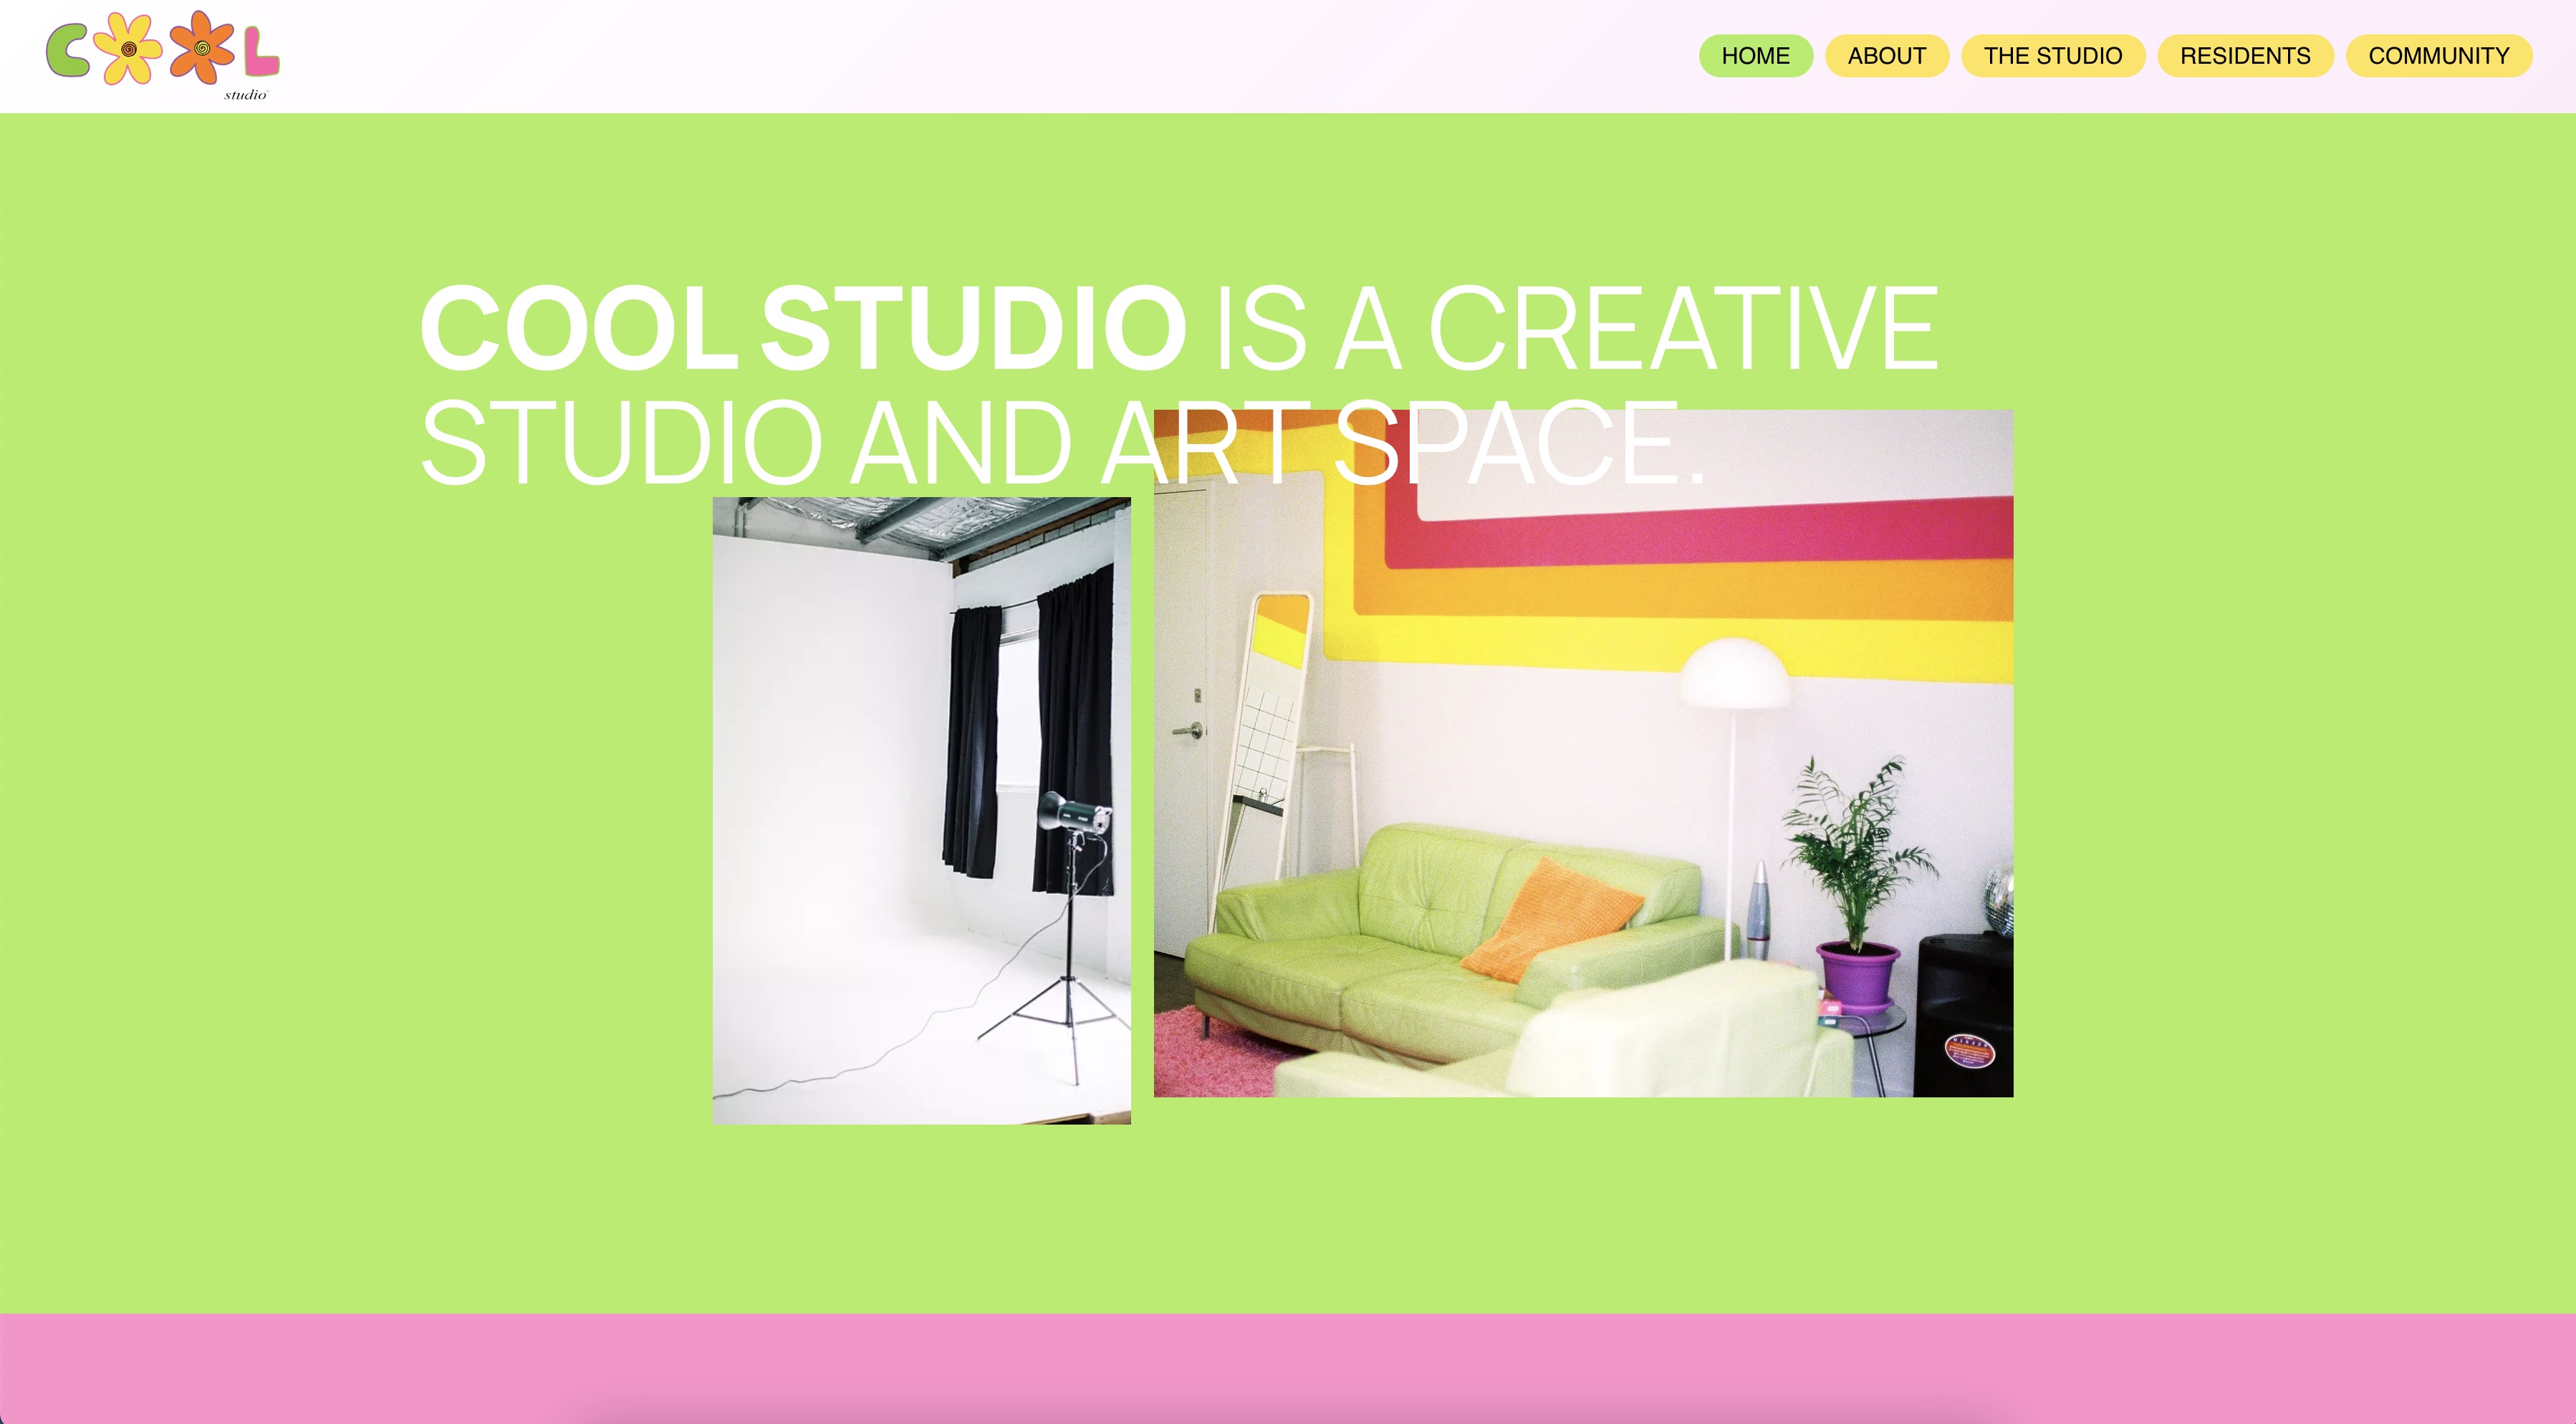 COOL
studio
HOME ABOUT THE STUDIO RESIDENTS COMMUNITY
COOL STUDIO IS A CREATIVE
STUDIO AND ART SPACE.